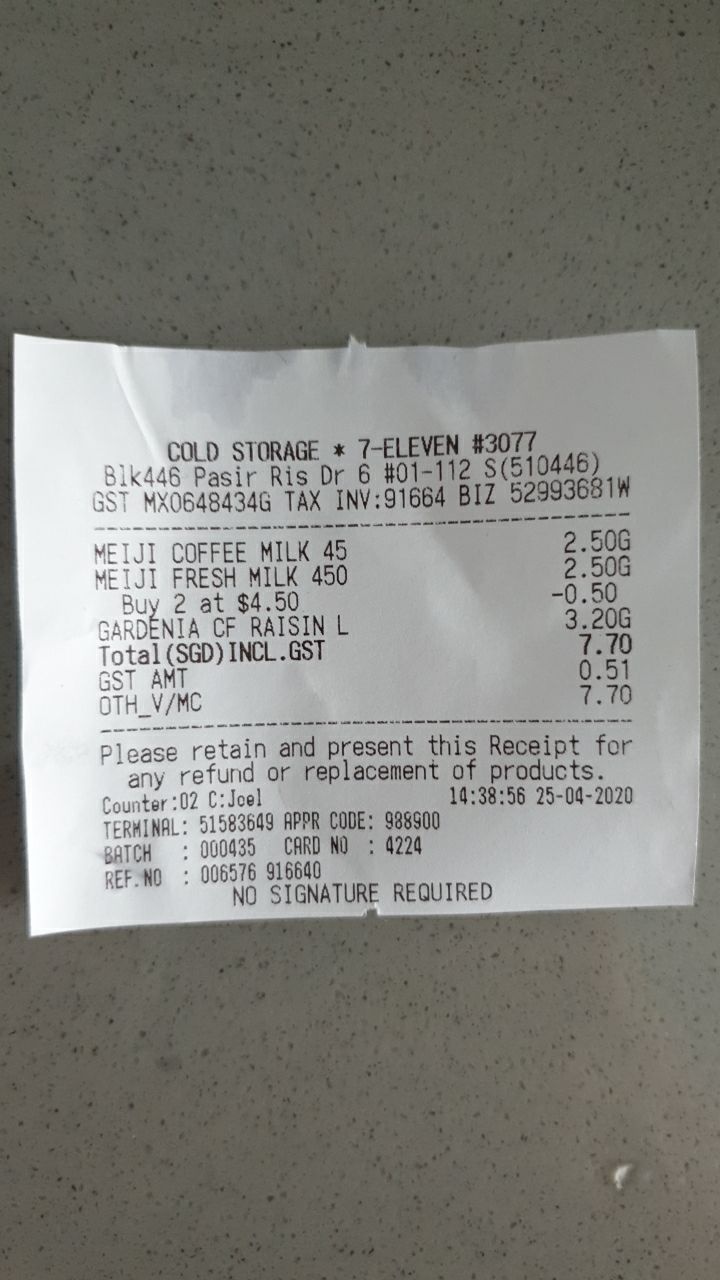 COLD STORAGE * 7-ELEVEN #3077
Blk446 Pasir Ris Dr 6 #01-112 S(510446)
GST MX0648434G TAX INV:91664 BIZ 52993681W
MEIJI COFFEE MILK 45 2.50G
MEIJI FRESH MILK 450 2.50G
Buy 2 at $4.50 -0.50
GARDENIA CF RAISIN L 3.20G
Total(SGD)INCL.GST 7.70
GST AMT 0.51
OTH_V/MC 7.70
Please retain and present this Receipt for
any refund or replacement of products.
Counter:02 C:Joel 14:38:56 25-04-2020
TERMINAL: 51583649 APPR CODE: 988900
BATCH : 000435 CARD NO : 4224
REF.NO : 006576 916640
NO SIGNATURE REQUIRED